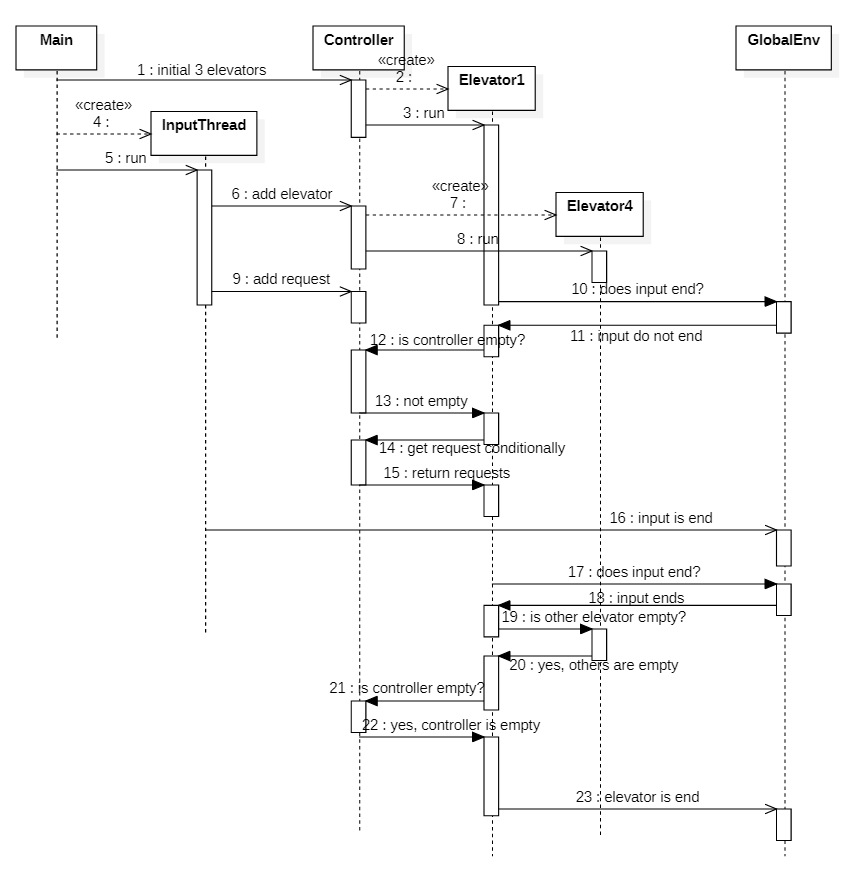 Main
Controller
GlobalEnv
«create»
1 : initial 3 elevators
2 :
Elevator1
«create»
4 :
3 : run
InputThread
5 : run
6 : add elevator
«create»
7 :
Elevator4
8 : run
9 : add request
10 : does input end?
11 : input do not end
12 : is controller empty?
13 : not empty
14 : get request conditionally
15 : return requests
16 : input is end
17 : does input end?
18 : input ends
19 : is other elevator empty?
20 : yes, others are empty
21 : is controller empty?
22 : yes, controller is empty
23 : elevator is end